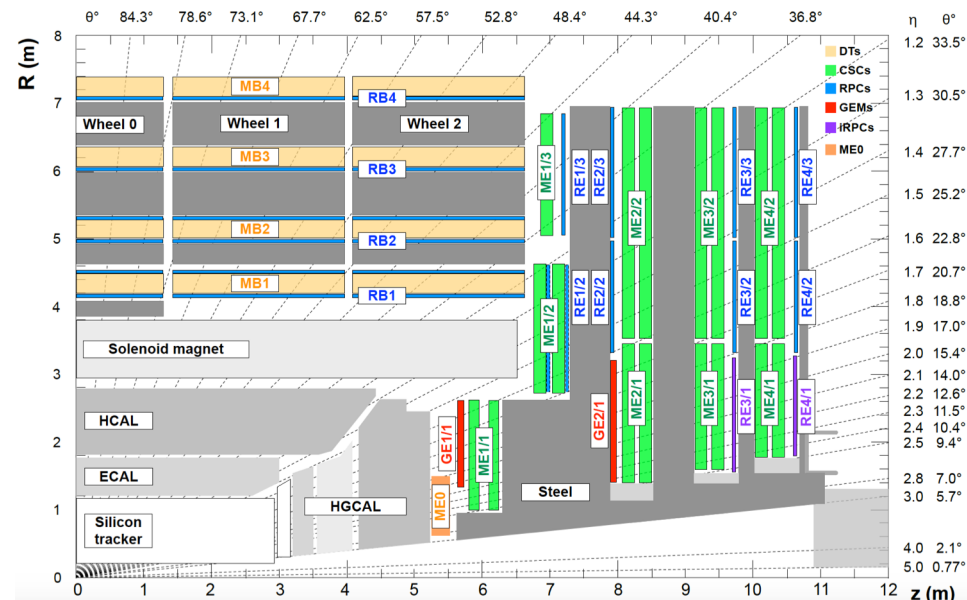 θ° 84.3° 78.6° 73.1° 67.7° 62.5° 57.5° 52.8° 48.4° 44.3° 40.4° 36.8° η θ°
R (m)
8
7
6
5
4
3
2
1
0
1.2 33.5°
1.3 30.5°
1.4 27.7°
1.5 25.2°
1.6 22.8°
1.7 20.7°
1.8 18.8°
1.9 17.0°
2.0 15.4°
2.1 14.0°
2.2 12.6°
2.3 11.5°
2.4 10.4°
2.5 9.4°
2.8 7.0°
3.0 5.7°
4.0 2.1°
5.0 0.77°
DTs
CSCs
RPCs
GEMs
iRPCs
ME0
MB4
RB4
Wheel 0 Wheel 1 Wheel 2
MB3
RB3
MB2
RB2
MB1
RB1
Solenoid magnet
HCAL
ECAL
Silicon
tracker
HGCAL
Steel
ME0
GE1/1
ME1/1
ME1/2
ME1/3
RE1/3
RE2/3
RE1/2
RE2/2
GE2/1
ME2/2
ME2/1
ME3/2
ME3/1
RE3/3
RE3/2
RE3/1
ME4/2
ME4/1
RE4/3
RE4/2
RE4/1
0 1 2 3 4 5 6 7 8 9 10 11 12
z (m)